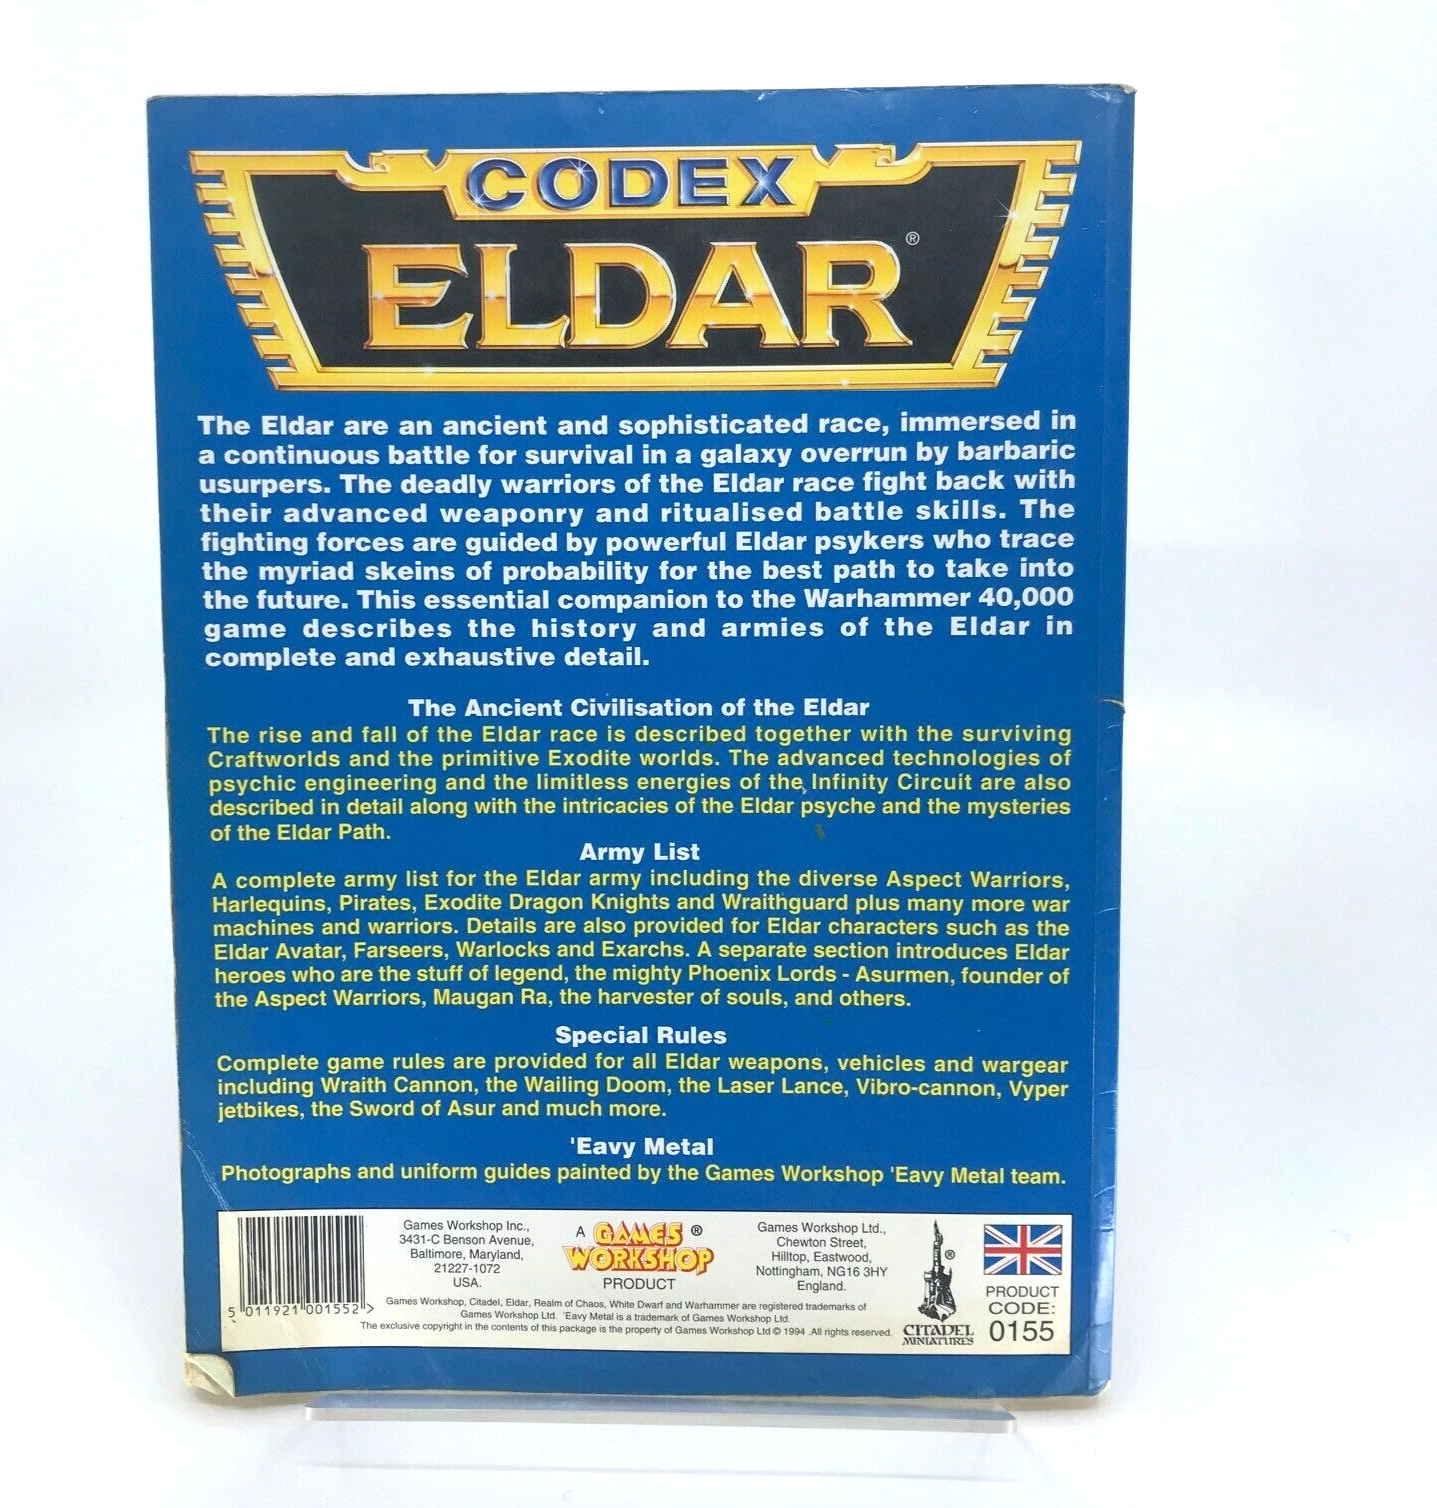 CODEX
ELDAR®
The Eldar are an ancient and sophisticated race, immersed in
a continuous battle for survival in a galaxy overrun by barbaric
usurpers. The deadly warriors of the Eldar race fight back with
their advanced weaponry and ritualised battle skills. The
fighting forces are guided by powerful Eldar psykers who trace
the myriad skeins of probability for the best path to take into
the future. This essential companion to the Warhammer 40,000
game describes the history and armies of the Eldar in
complete and exhaustive detail.
The Ancient Civilisation of the Eldar
The rise and fall of the Eldar race is described together with the surviving
Craftworlds and the primitive Exodite worlds. The advanced technologies of
psychic engineering and the limitless energies of the Infinity Circuit are also
described in detail along with the intricacies of the Eldar psyche and the mysteries
of the Eldar Path.
Army List
A complete army list for the Eldar army including the diverse Aspect Warriors,
Harlequins, Pirates, Exodite Dragon Knights and Wraithguard plus many more war
machines and warriors. Details are also provided for Eldar characters such as the
Eldar Avatar, Farseers, Warlocks and Exarchs. A separate section introduces Eldar
heroes who are the stuff of legend, the mighty Phoenix Lords - Asurmen, founder of
the Aspect Warriors, Maugan Ra, the harvester of souls, and others.
Special Rules
Complete game rules are provided for all Eldar weapons, vehicles and wargear
including Wraith Cannon, the Wailing Doom, the Laser Lance, Vibro-cannon, Vyper
jetbikes, the Sword of Asur and much more.
'Eavy Metal
Photographs and uniform guides painted by the Games Workshop 'Eavy Metal team.
5 011921 001552 >
Games Workshop Inc.,
3431-C Benson Avenue,
Baltimore, Maryland,
21227-1072
USA.
A GAMES ®
WORKSHOP
PRODUCT
Games Workshop Ltd.,
Chewton Street,
Hilltop, Eastwood,
Nottingham, NG16 3HY
England.
Games Workshop, Citadel, Eldar, Realm of Chaos, White Dwarf and Warhammer are registered trademarks of
Games Workshop Ltd. 'Eavy Metal is a trademark of Games Workshop Ltd.
The exclusive copyright in the contents of this package is the property of Games Workshop Ltd © 1994 .All rights reserved.
®
CITADEL
MINIATURES
PRODUCT
CODE:
0155